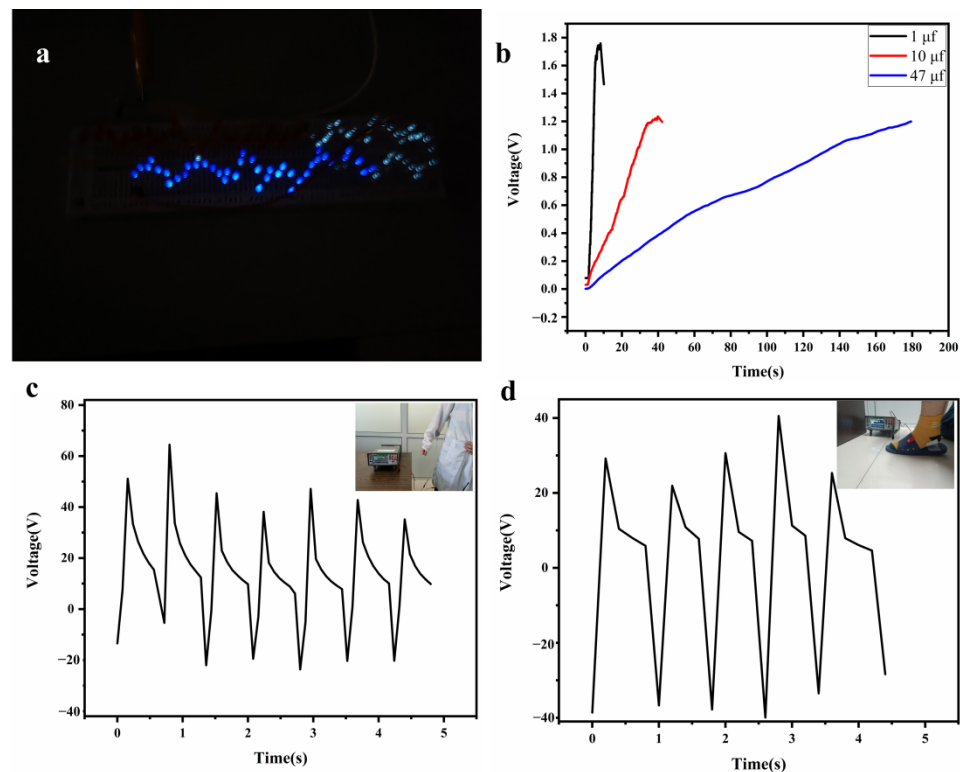 a
b
Voltage(V)
1.8
1.6
1.4
1.2
1.0
0.8
0.6
0.4
0.2
0.0
−0.2
1 μf
10 μf
47 μf
0 20 40 60 80 100 120 140 160 180 200
Time(s)
c
Voltage(V)
80
60
40
20
0
−20
−40
0 1 2 3 4 5
Time(s)
d
Voltage(V)
40
20
0
−20
−40
0 1 2 3 4 5
Time(s)